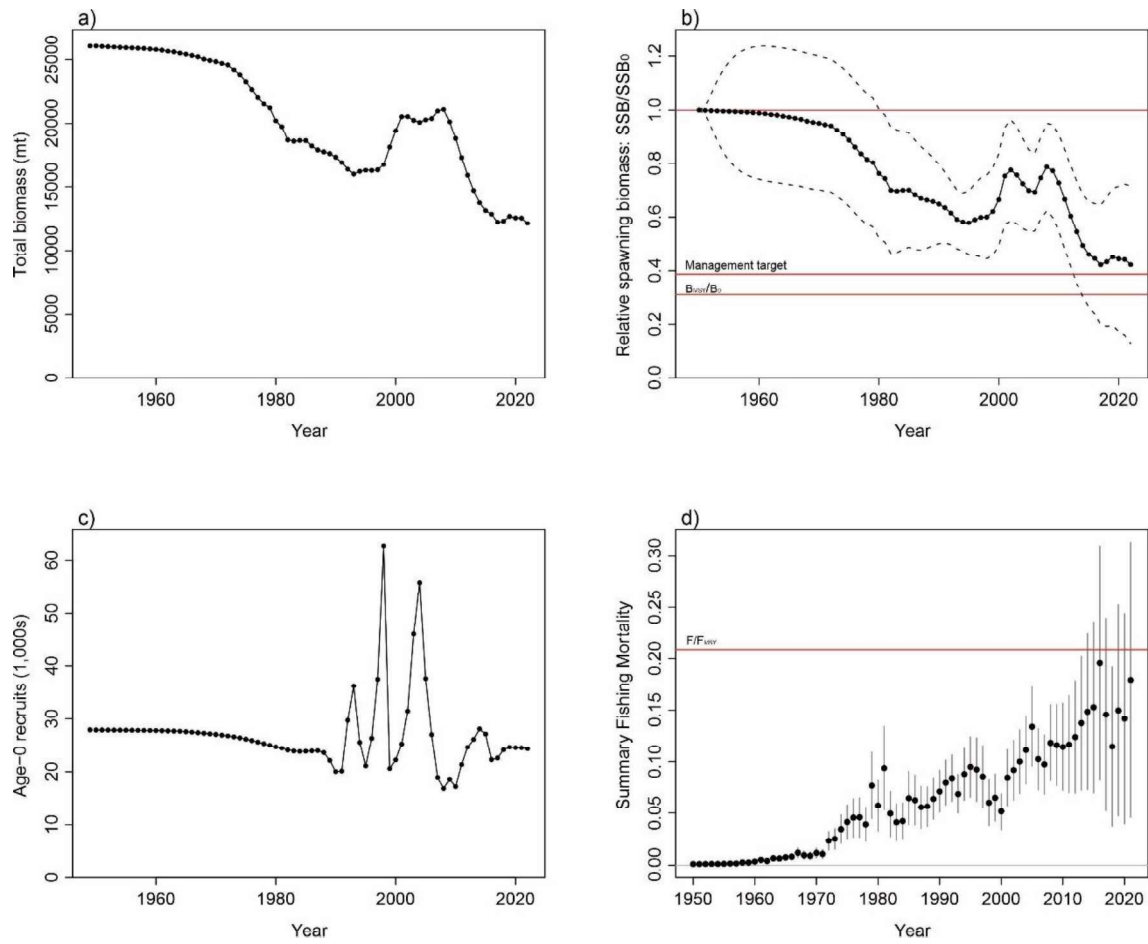 a)
Total biomass (mt)
25000
20000
15000
10000
5000
0
1960 1980 2000 2020
Year
b)
Relative spawning biomass: SSB/SSB₀
1.2
1.0
0.8
0.6
0.4
0.2
0.0
Management target
B_MSY/B₀
1960 1980 2000 2020
Year
c)
Age−0 recruits (1,000s)
60
50
40
30
20
10
0
1960 1980 2000 2020
Year
d)
Summary Fishing Mortality
0.30
0.25
0.20
0.15
0.10
0.05
0.00
F/F_MSY
1950 1960 1970 1980 1990 2000 2010 2020
Year